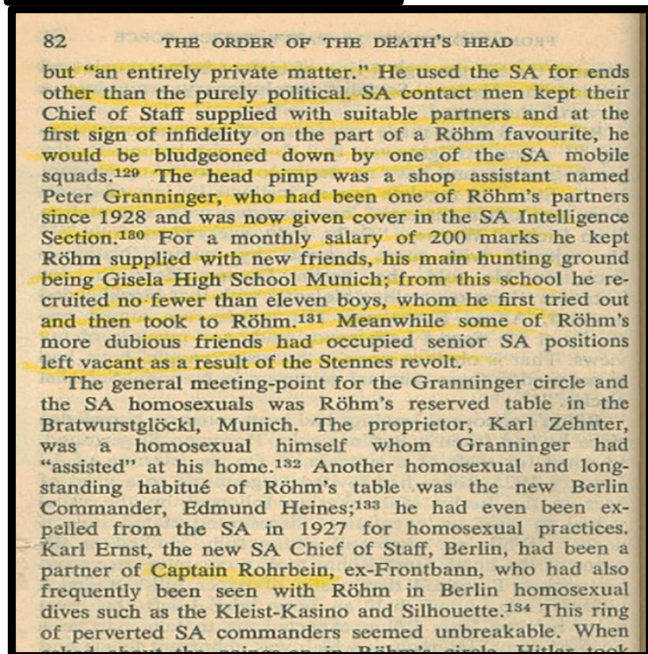 82 THE ORDER OF THE DEATH'S HEAD
but “an entirely private matter.” He used the SA for ends
other than the purely political. SA contact men kept their
Chief of Staff supplied with suitable partners and at the
first sign of infidelity on the part of a Röhm favourite, he
would be bludgeoned down by one of the SA mobile
squads.¹²⁹ The head pimp was a shop assistant named
Peter Granninger, who had been one of Röhm’s partners
since 1928 and was now given cover in the SA Intelligence
Section.¹³⁰ For a monthly salary of 200 marks he kept
Röhm supplied with new friends, his main hunting ground
being Gisela High School Munich; from this school he re-
cruited no fewer than eleven boys, whom he first tried out
and then took to Röhm.¹³¹ Meanwhile some of Röhm’s
more dubious friends had occupied senior SA positions
left vacant as a result of the Stennes revolt.
The general meeting-point for the Granninger circle and
the SA homosexuals was Röhm’s reserved table in the
Bratwurstglöckl, Munich. The proprietor, Karl Zehnter,
was a homosexual himself whom Granninger had
“assisted” at his home.¹³² Another homosexual and long-
standing habitué of Röhm’s table was the new Berlin
Commander, Edmund Heines;¹³³ he had even been ex-
pelled from the SA in 1927 for homosexual practices.
Karl Ernst, the new SA Chief of Staff, Berlin, had been a
partner of Captain Rohrbein, ex-Frontbann, who had also
frequently been seen with Röhm in Berlin homosexual
dives such as the Kleist-Kasino and Silhouette.¹³⁴ This ring
of perverted SA commanders seemed unbreakable. When
asked about the goings-on in Röhm’s circle, Hitler took